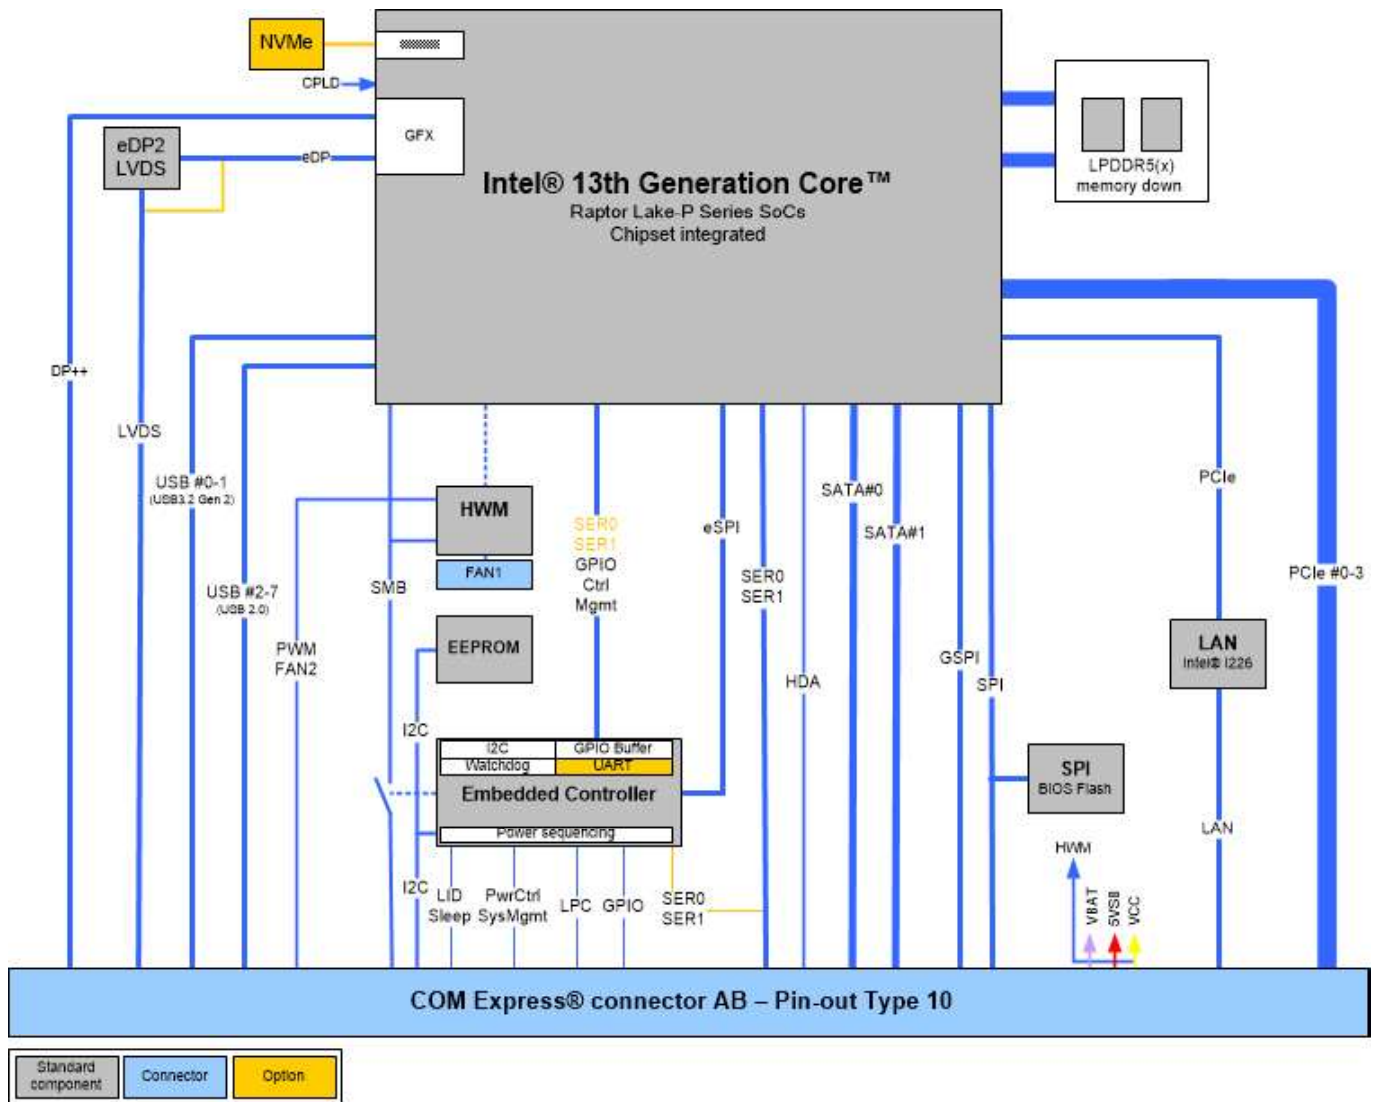 NVMe
CPLD
GFX
eDP2
LVDS
eDP
Intel® 13th Generation Core™
Raptor Lake-P Series SoCs
Chipset integrated
LPDDR5(x)
memory down
DP++
LVDS
USB #0-1
(USB3.2 Gen 2)
USB #2-7
(USB 2.0)
PWM
FAN2
SMB
HWM
FAN1
EEPROM
I2C
SER0
SER1
GPIO
Ctrl
Mgmt
eSPI
SER0
SER1
HDA
SATA#0
SATA#1
GSPI
SPI
PCIe
PCIe #0-3
LAN
Intel® I226
I2C
GPIO Buffer
Watchdog
UART
Embedded Controller
Power sequencing
SPI
BIOS Flash
LAN
HWM
VBAT
5VSB
VCC
I2C
LID
Sleep
PwrCtrl
SysMgmt
LPC
GPIO
SER0
SER1
COM Express® connector AB – Pin-out Type 10
Standard
component
Connector
Option